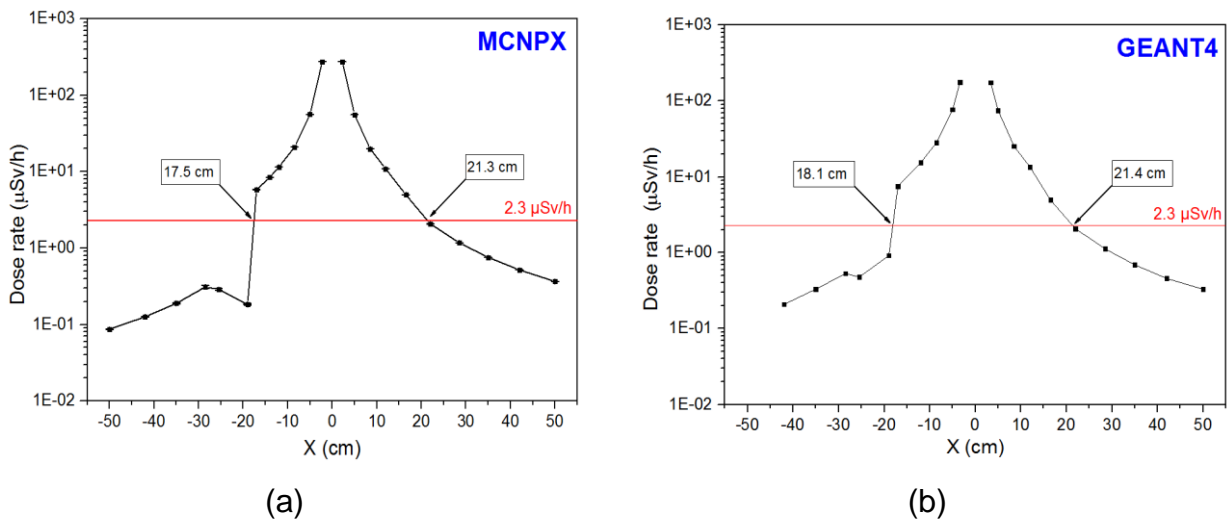 MCNPX
1E+03
1E+02
1E+01
1E+00
1E-01
1E-02
Dose rate (μSv/h)
17.5 cm
21.3 cm
2.3 μSv/h
-50 -40 -30 -20 -10 0 10 20 30 40 50
X (cm)
(a)
GEANT4
1E+03
1E+02
1E+01
1E+00
1E-01
1E-02
Dose rate (μSv/h)
18.1 cm
21.4 cm
2.3 μSv/h
-50 -40 -30 -20 -10 0 10 20 30 40 50
X (cm)
(b)